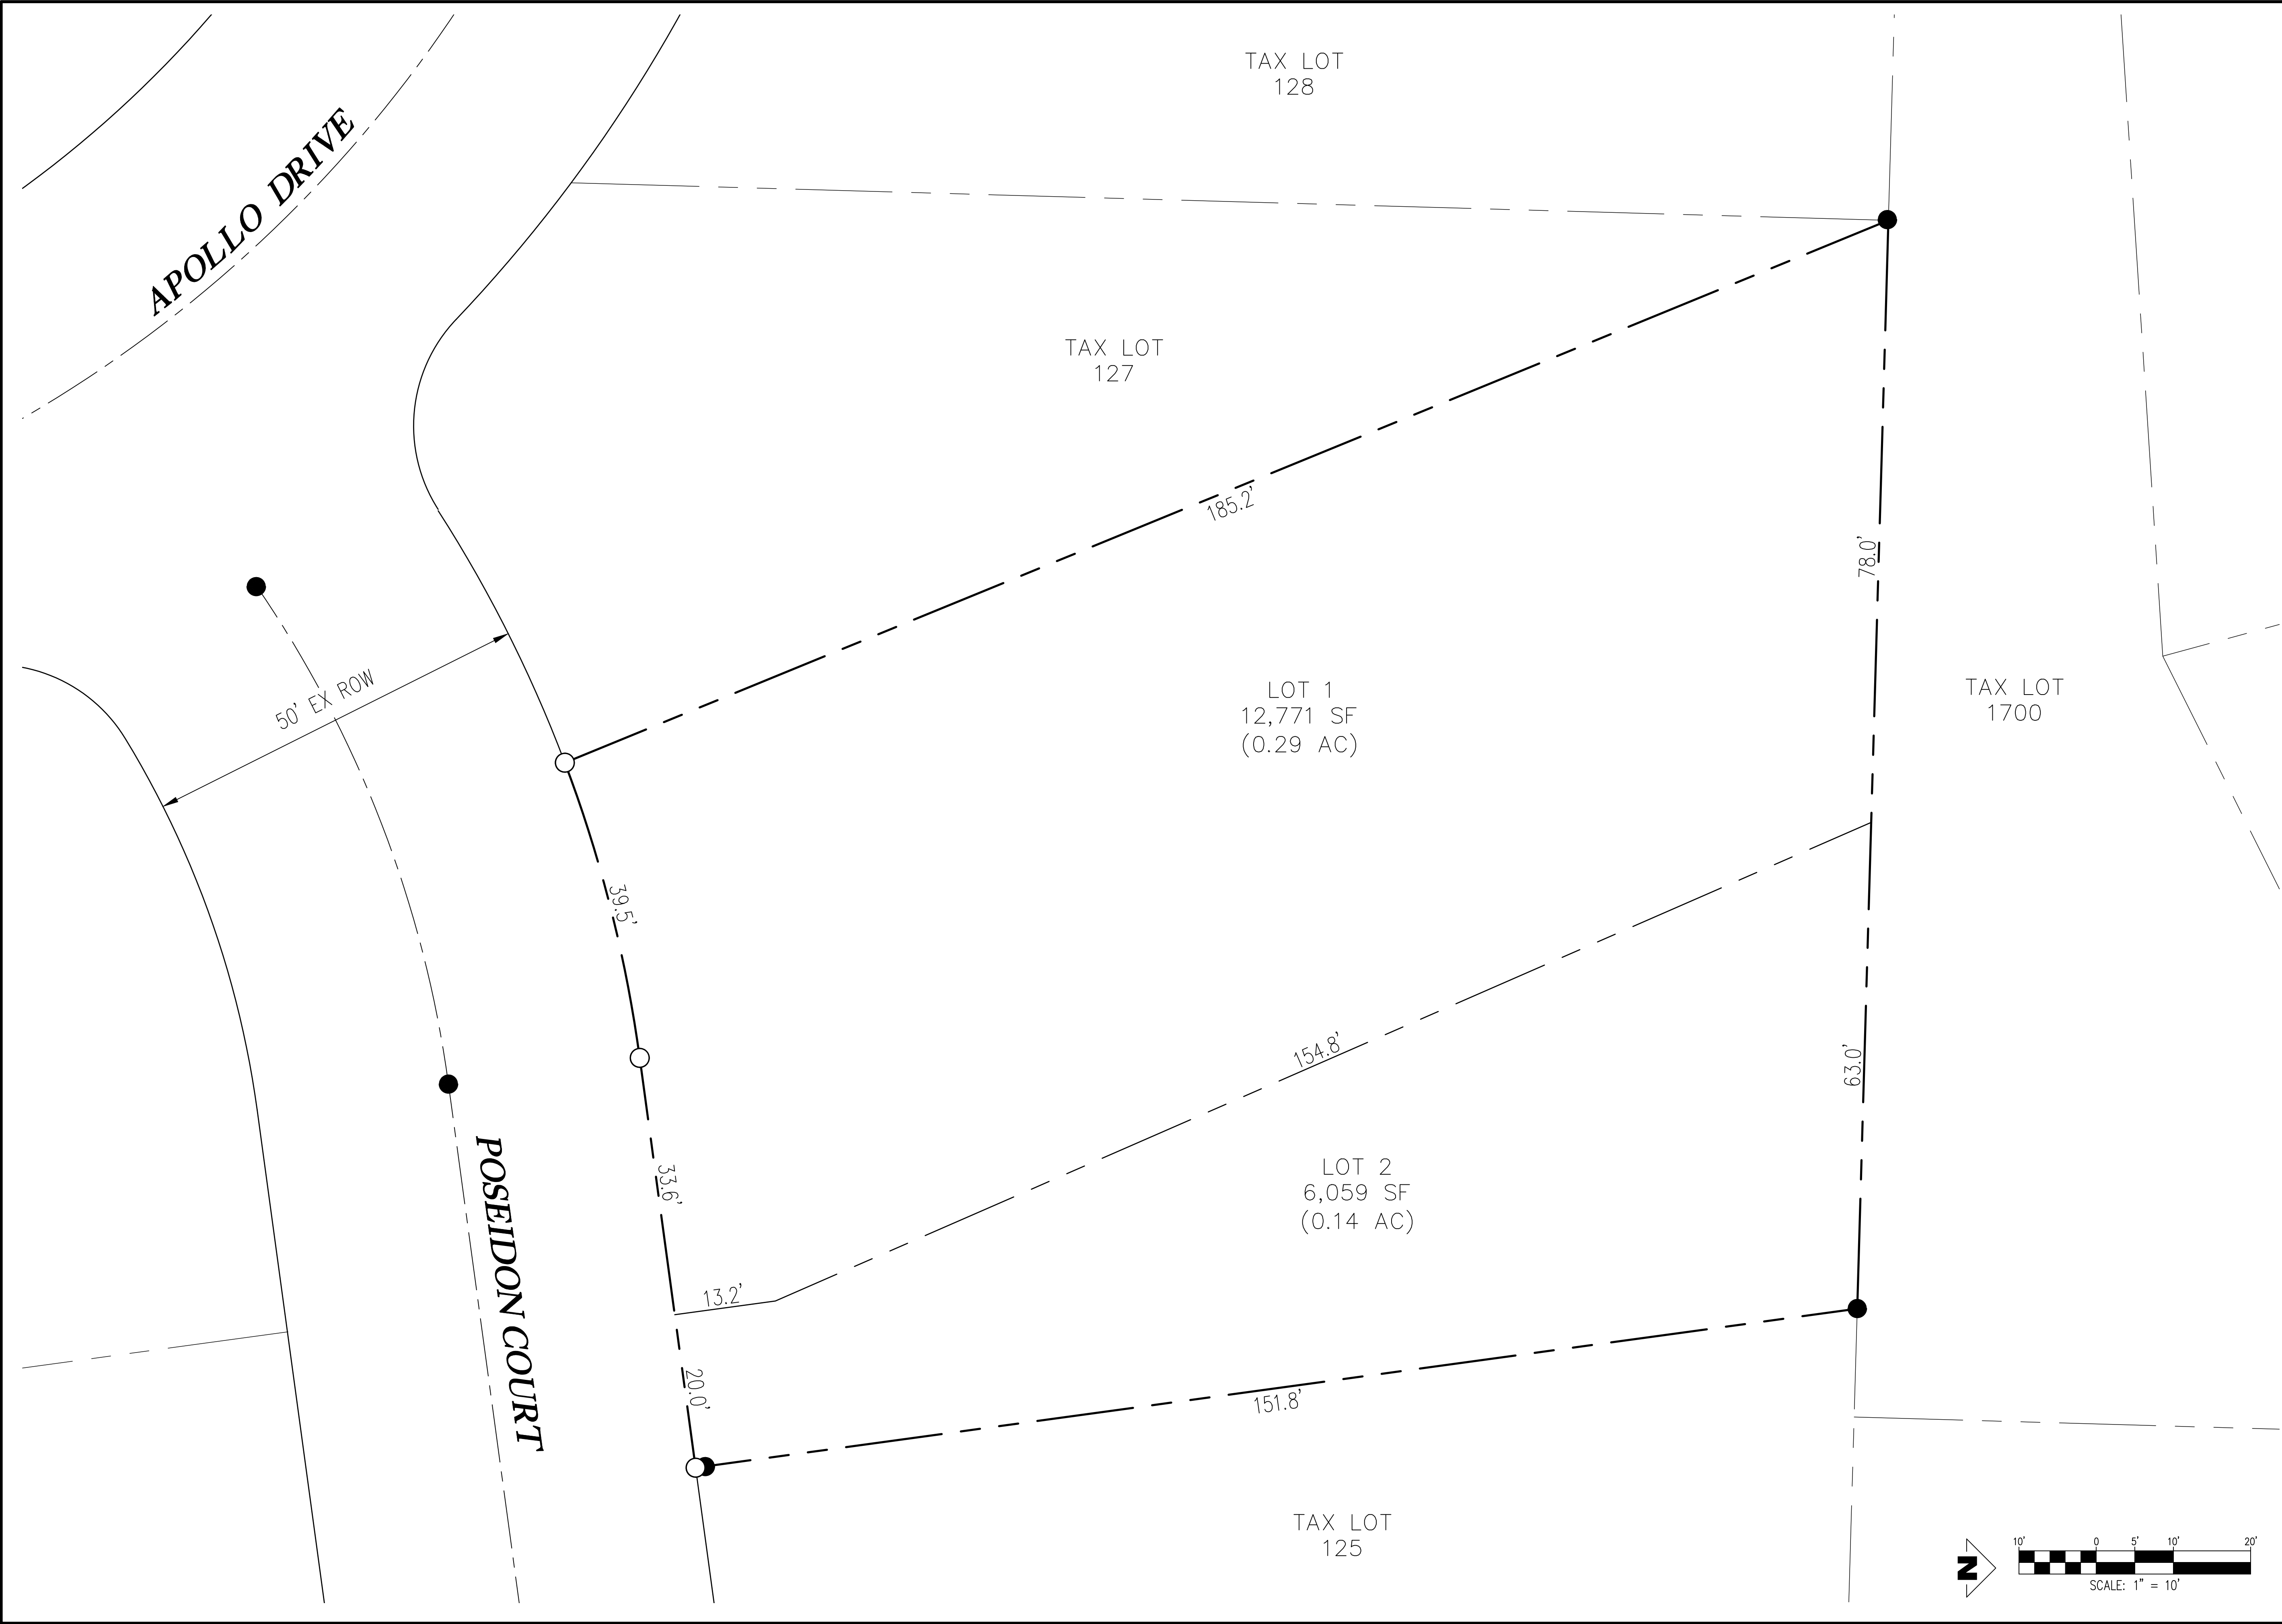 TAX LOT
128
APOLLO DRIVE
TAX LOT
127
185.2'
78.0'
50' EX ROW
LOT 1
12,771 SF
(0.29 AC)
TAX LOT
1700
39.5'
154.8'
63.0'
33.6'
LOT 2
6,059 SF
(0.14 AC)
POSEIDON COURT
13.2'
20.0'
151.8'
TAX LOT
125
N
10' 0 5' 10' 20'
SCALE: 1" = 10'